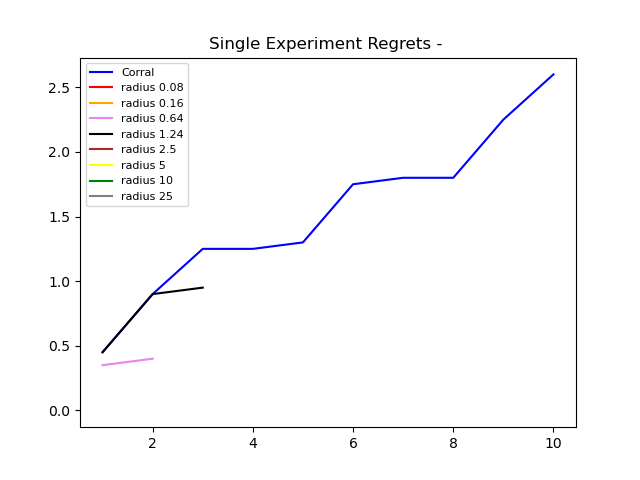 Single Experiment Regrets -
Corral
radius 0.08
radius 0.16
radius 0.64
radius 1.24
radius 2.5
radius 5
radius 10
radius 25
2.5
2.0
1.5
1.0
0.5
0.0
2 4 6 8 10